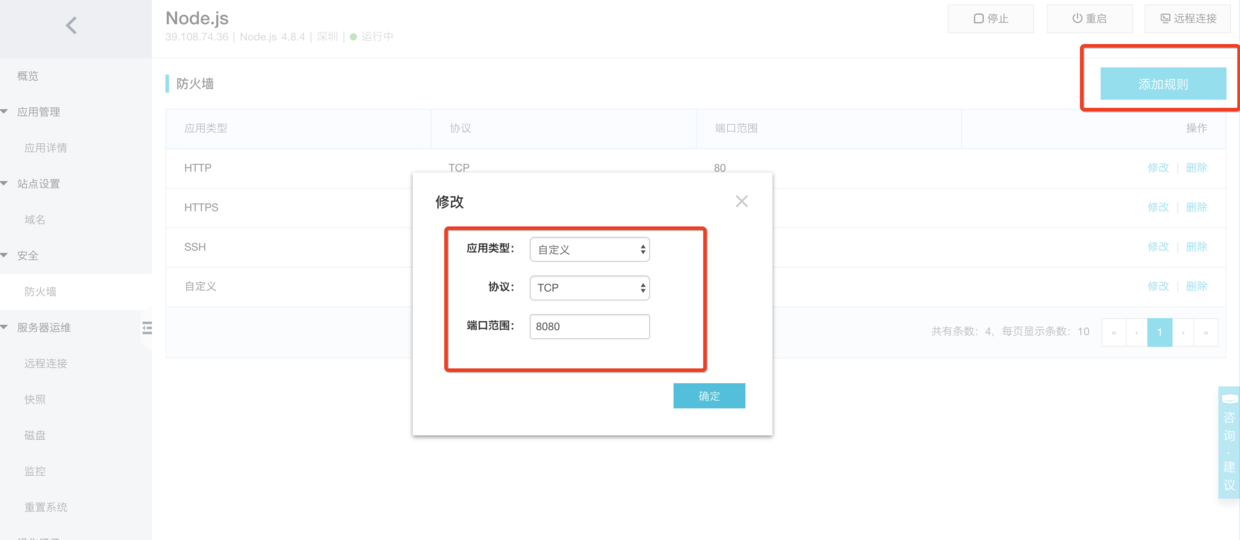 Node.js
39.108.74.36 | Node.js 4.8.4 | 深圳 | 运行中
停止
重启
远程连接
概览
应用管理
应用详情
站点设置
域名
安全
防火墙
服务器运维
远程连接
快照
磁盘
监控
重置系统
防火墙
添加规则
应用类型 协议 端口范围 操作
HTTP TCP 80 修改 | 删除
HTTPS 修改 | 删除
SSH 修改 | 删除
自定义 修改 | 删除
共有条数：4，每页显示条数：10 « ‹ 1 › »
修改
应用类型： 自定义
协议： TCP
端口范围： 8080
确定
咨询·建议